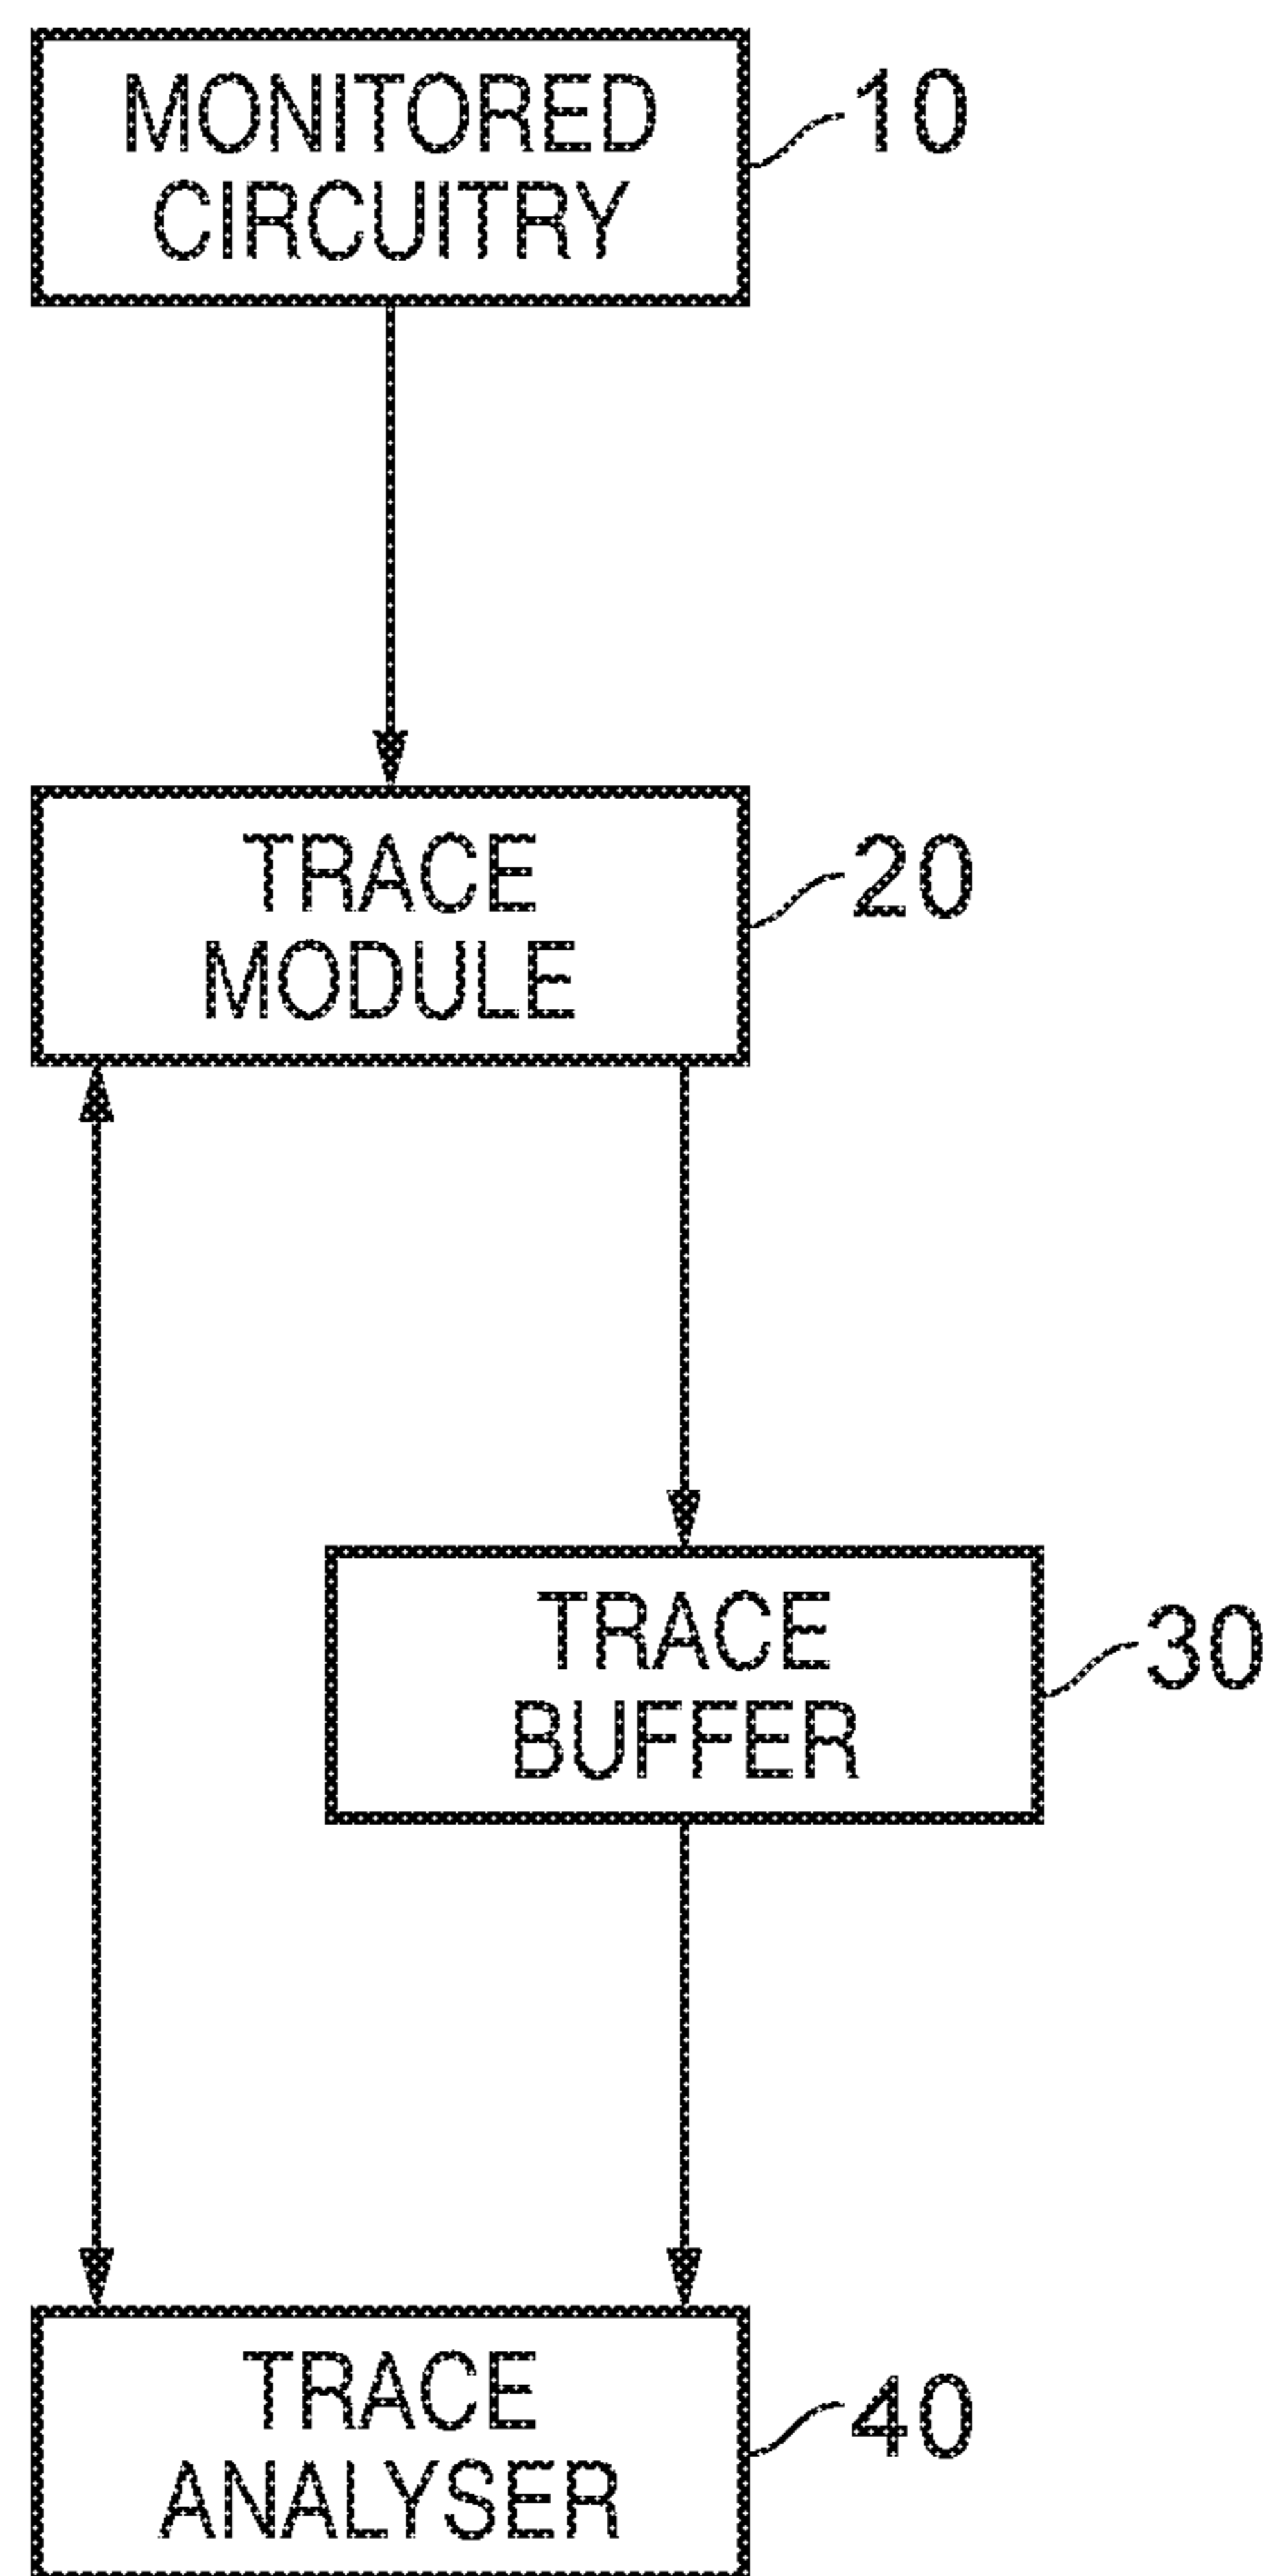 MONITORED
CIRCUITRY
10
TRACE
MODULE
20
TRACE
BUFFER
30
TRACE
ANALYSER
40